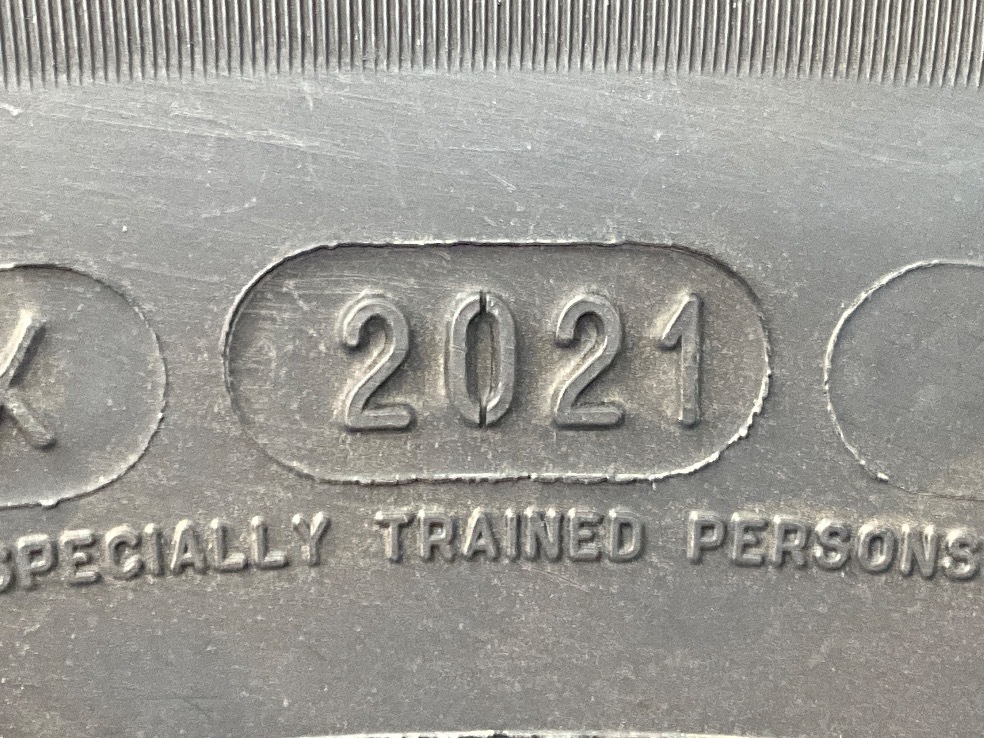 K 2021
SPECIALLY TRAINED PERSONS